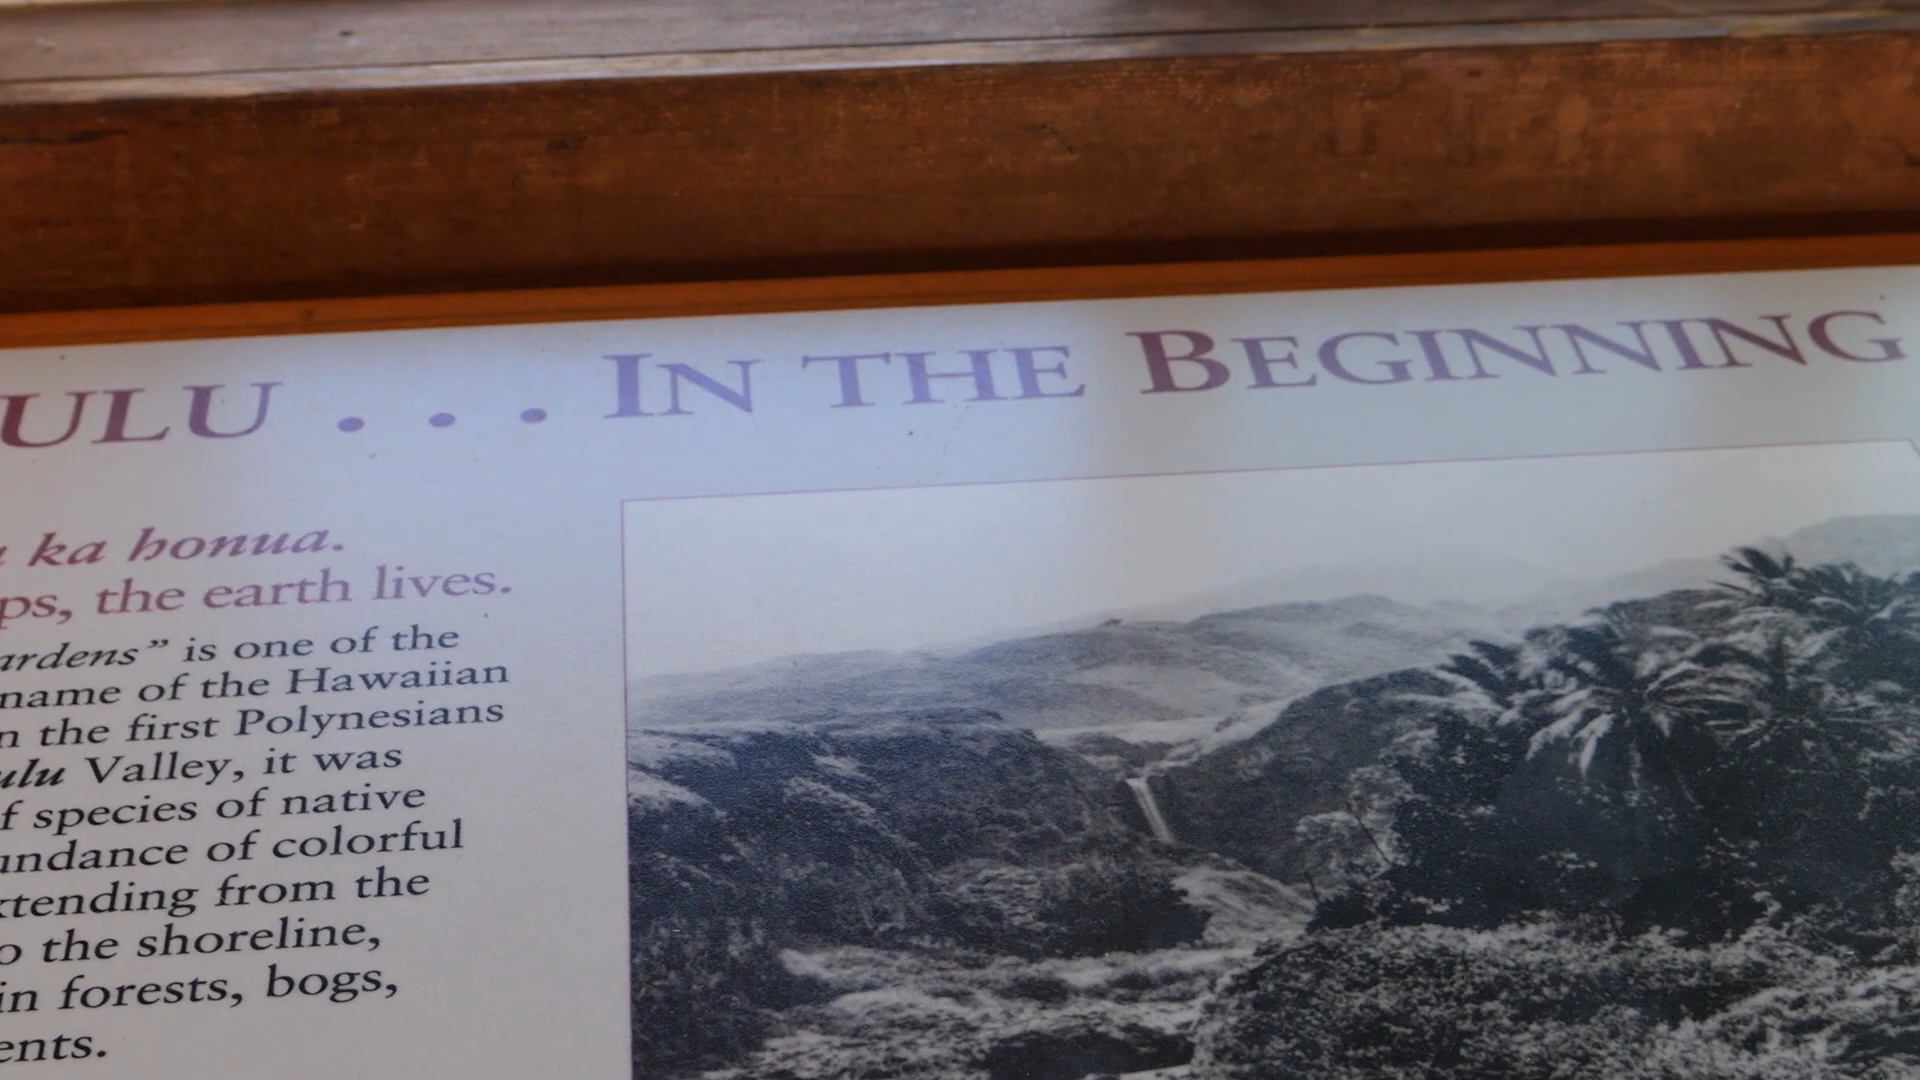 ULU . . . IN THE BEGINNING
ka honua.
ps, the earth lives.
ardens” is one of the
name of the Hawaiian
n the first Polynesians
ulu Valley, it was
f species of native
undance of colorful
xtending from the
o the shoreline,
in forests, bogs,
ents.